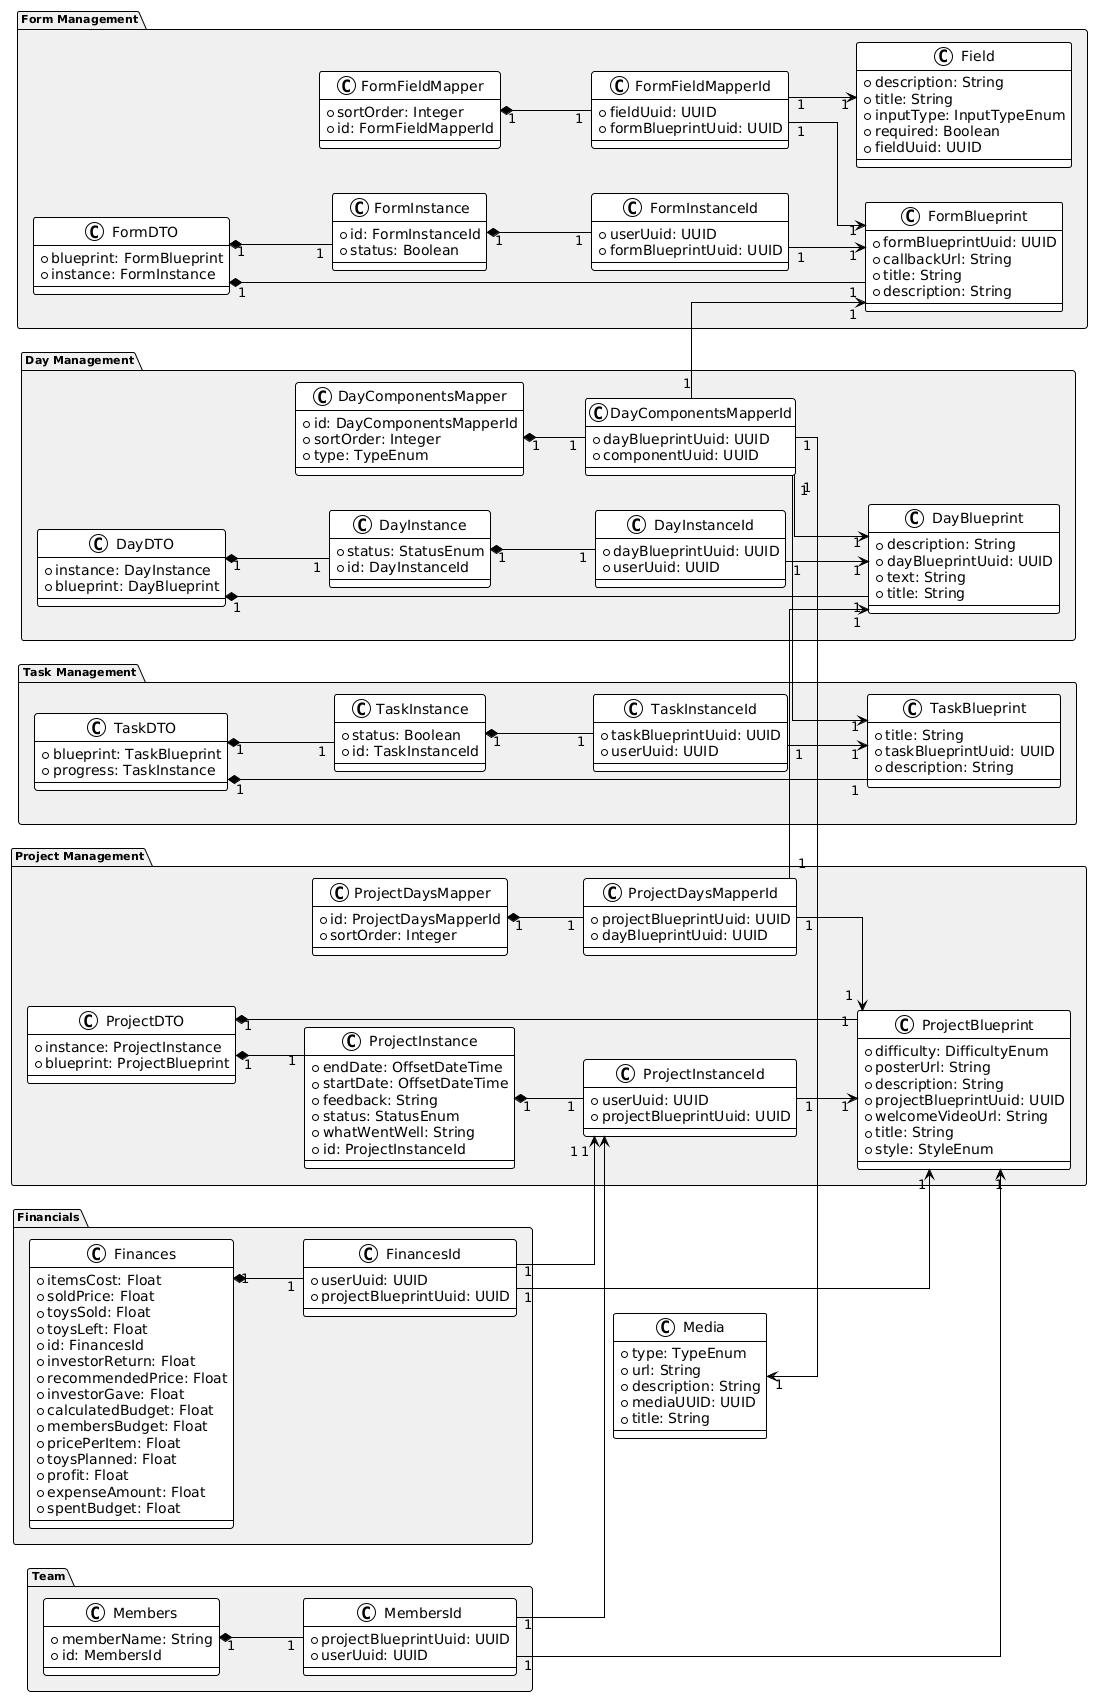 Form Management
C Field
description: String
title: String
inputType: InputTypeEnum
required: Boolean
fieldUuid: UUID
C FormFieldMapper
sortOrder: Integer
id: FormFieldMapperId
C FormFieldMapperId
fieldUuid: UUID
formBlueprintUuid: UUID
1 1
1 1
1 1
C FormDTO
blueprint: FormBlueprint
instance: FormInstance
C FormInstance
id: FormInstanceId
status: Boolean
C FormInstanceId
userUuid: UUID
formBlueprintUuid: UUID
C FormBlueprint
formBlueprintUuid: UUID
callbackUrl: String
title: String
description: String
1 1
1 1
1 1
1 1
1
1
Day Management
C DayComponentsMapper
id: DayComponentsMapperId
sortOrder: Integer
type: TypeEnum
C DayComponentsMapperId
dayBlueprintUuid: UUID
componentUuid: UUID
1 1
1
1
1
C DayDTO
instance: DayInstance
blueprint: DayBlueprint
C DayInstance
status: StatusEnum
id: DayInstanceId
C DayInstanceId
dayBlueprintUuid: UUID
userUuid: UUID
C DayBlueprint
description: String
dayBlueprintUuid: UUID
text: String
title: String
1 1
1 1
1 1
1 1
1
1
Task Management
C TaskDTO
blueprint: TaskBlueprint
progress: TaskInstance
C TaskInstance
status: Boolean
id: TaskInstanceId
C TaskInstanceId
taskBlueprintUuid: UUID
userUuid: UUID
C TaskBlueprint
title: String
taskBlueprintUuid: UUID
description: String
1
1 1
1 1
1 1
1 1
Project Management
1
C ProjectDaysMapper
id: ProjectDaysMapperId
sortOrder: Integer
C ProjectDaysMapperId
projectBlueprintUuid: UUID
dayBlueprintUuid: UUID
1 1
1
1
C ProjectDTO
instance: ProjectInstance
blueprint: ProjectBlueprint
C ProjectInstance
endDate: OffsetDateTime
startDate: OffsetDateTime
feedback: String
status: StatusEnum
whatWentWell: String
id: ProjectInstanceId
C ProjectInstanceId
userUuid: UUID
projectBlueprintUuid: UUID
C ProjectBlueprint
difficulty: DifficultyEnum
posterUrl: String
description: String
projectBlueprintUuid: UUID
welcomeVideoUrl: String
title: String
style: StyleEnum
1 1
1 1
1 1
1 1
1 1
1 1
Financials
C Finances
itemsCost: Float
soldPrice: Float
toysSold: Float
toysLeft: Float
id: FinancesId
investorReturn: Float
recommendedPrice: Float
investorGave: Float
calculatedBudget: Float
membersBudget: Float
pricePerItem: Float
toysPlanned: Float
profit: Float
expenseAmount: Float
spentBudget: Float
C FinancesId
userUuid: UUID
projectBlueprintUuid: UUID
1 1
1
1
C Media
type: TypeEnum
url: String
description: String
mediaUUID: UUID
title: String
1
Team
C Members
memberName: String
id: MembersId
C MembersId
projectBlueprintUuid: UUID
userUuid: UUID
1 1
1
1